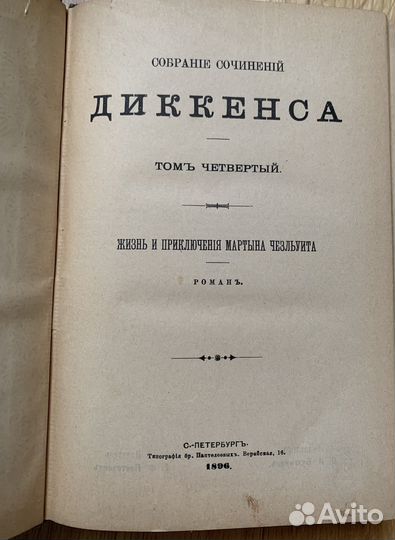 СОБРАНІЕ СОЧИНЕНІЙ
ДИККЕНСА
ТОМЪ ЧЕТВЕРТЫЙ.
ЖИЗНЬ И ПРИКЛЮЧЕНІЯ МАРТЫНА ЧЕЗЛЬУИТА
РОМАНЪ.
С.-ПЕТЕРБУРГЪ.
Типографія бр. Пантелеевыхъ. Верейская, 16.
1896.
Avito